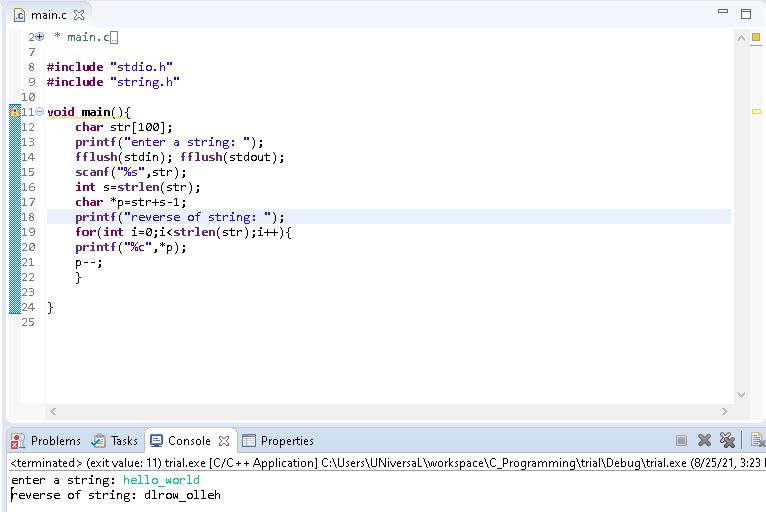 main.c
2 * main.c
7
8 #include "stdio.h"
9 #include "string.h"
10
11 void main(){
12 char str[100];
13 printf("enter a string: ");
14 fflush(stdin); fflush(stdout);
15 scanf("%s",str);
16 int s=strlen(str);
17 char *p=str+s-1;
18 printf("reverse of string: ");
19 for(int i=0;i<strlen(str);i++){
20 printf("%c",*p);
21 p--;
22 }
23
24 }
25
Problems Tasks Console Properties
<terminated> (exit value: 11) trial.exe [C/C++ Application] C:\Users\UNiversaL\workspace\C_Programming\trial\Debug\trial.exe (8/25/21, 3:23
enter a string: hello_world
reverse of string: dlrow_olleh